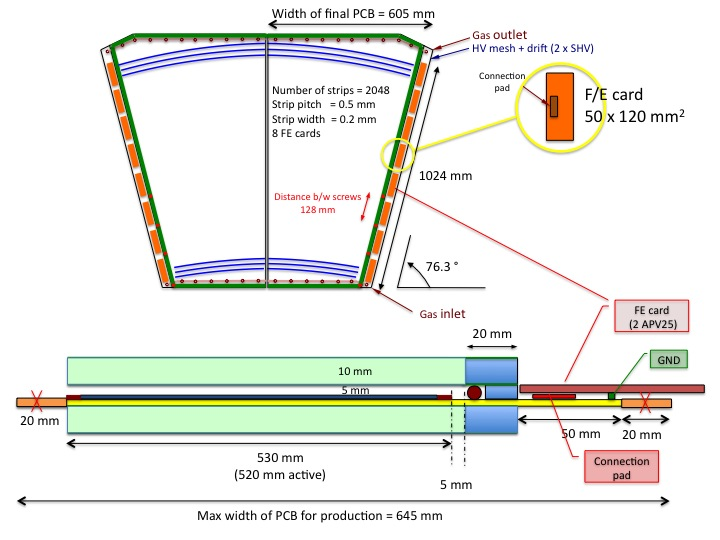 Width of final PCB = 605 mm
Gas outlet
HV mesh + drift (2 x SHV)
Connection
pad
F/E card
50 x 120 mm²
Number of strips = 2048
Strip pitch = 0.5 mm
Strip width = 0.2 mm
8 FE cards
1024 mm
Distance b/w screws
128 mm
76.3 °
Gas inlet
FE card
(2 APV25)
20 mm
GND
10 mm
5 mm
20 mm
50 mm
20 mm
530 mm
(520 mm active)
Connection
pad
5 mm
Max width of PCB for production = 645 mm